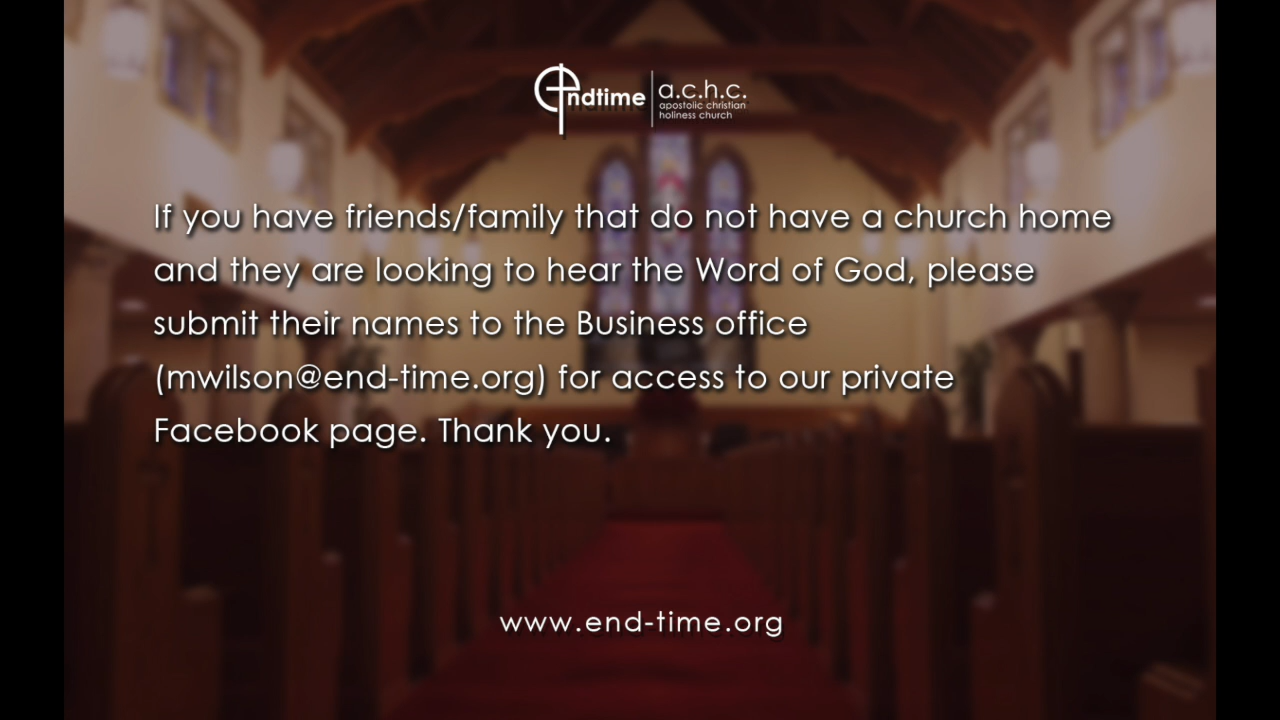 endtime
a.c.h.c.
apostolic christian
holiness church
If you have friends/family that do not have a church home
and they are looking to hear the Word of God, please
submit their names to the Business office
(mwilson@end-time.org) for access to our private
Facebook page. Thank you.
www.end-time.org